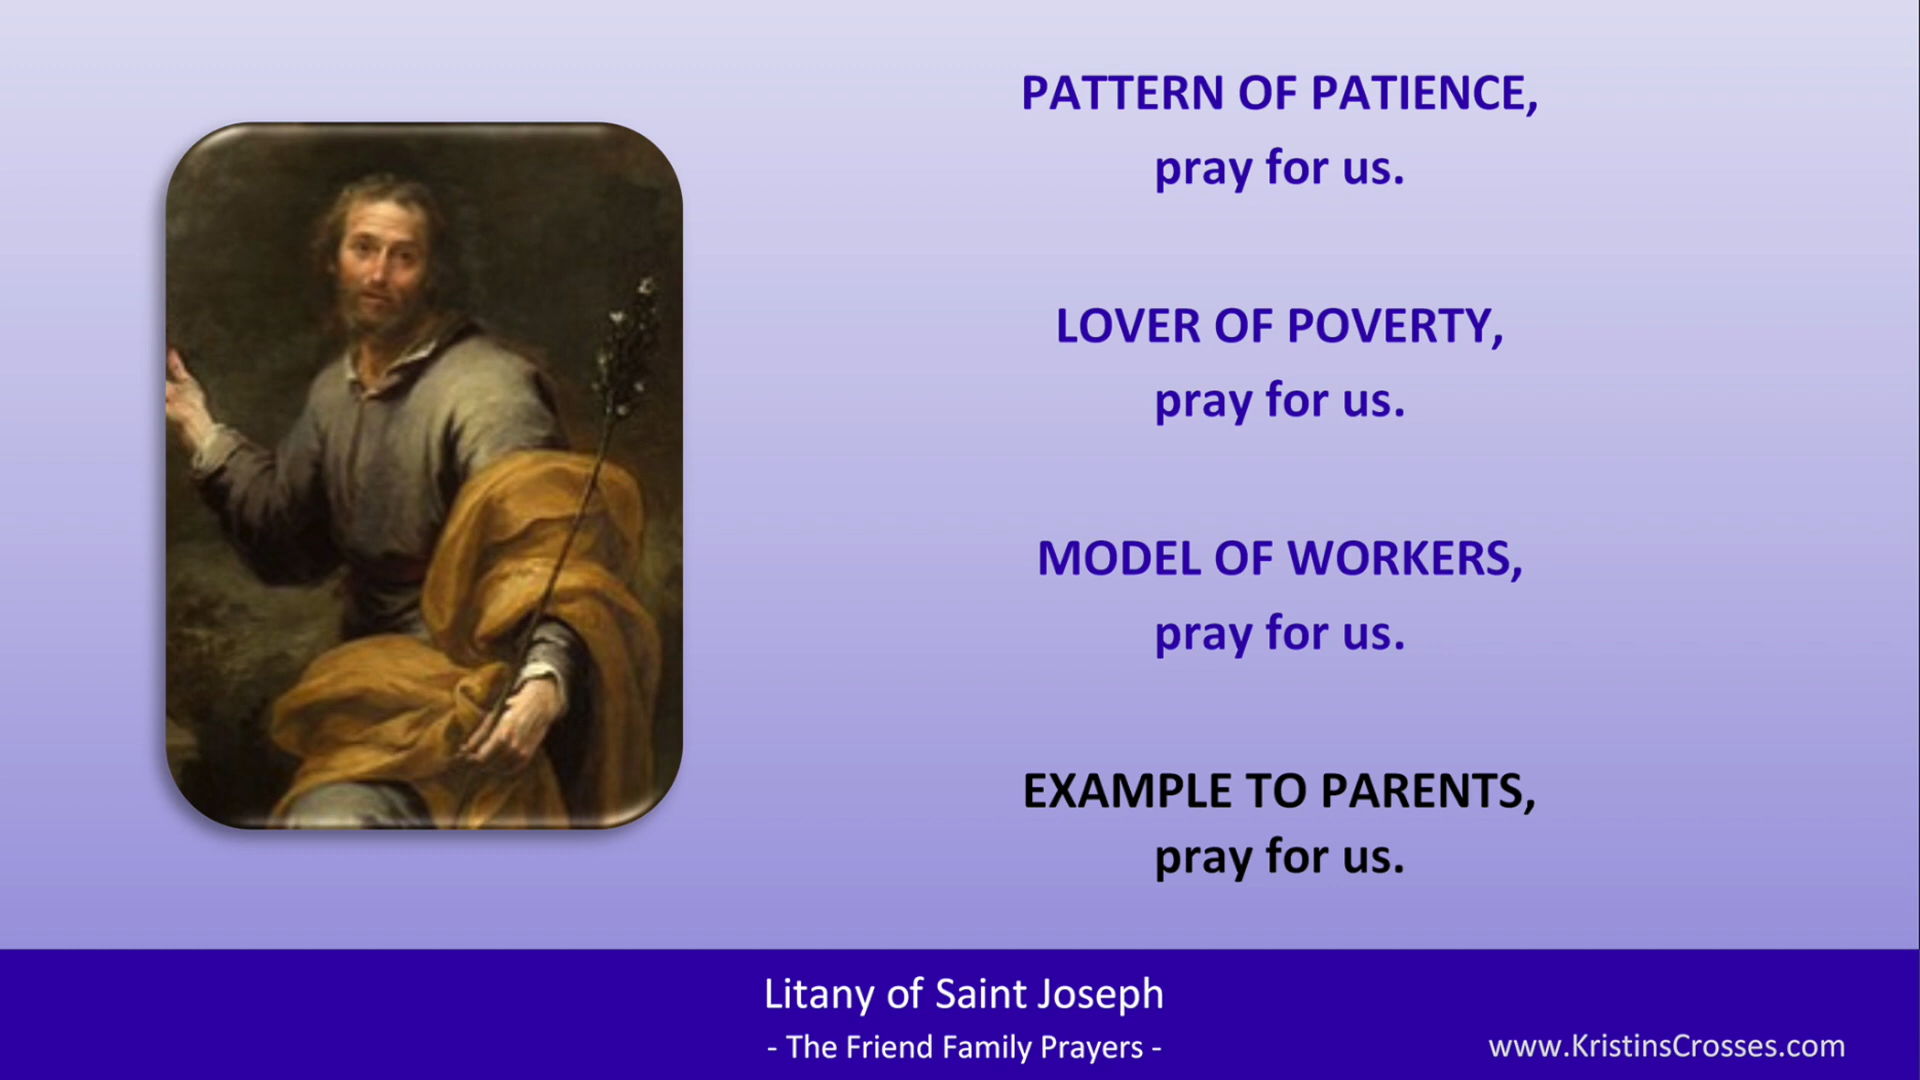 PATTERN OF PATIENCE,
pray for us.
LOVER OF POVERTY,
pray for us.
MODEL OF WORKERS,
pray for us.
EXAMPLE TO PARENTS,
pray for us.
Litany of Saint Joseph
- The Friend Family Prayers -
www.KristinsCrosses.com